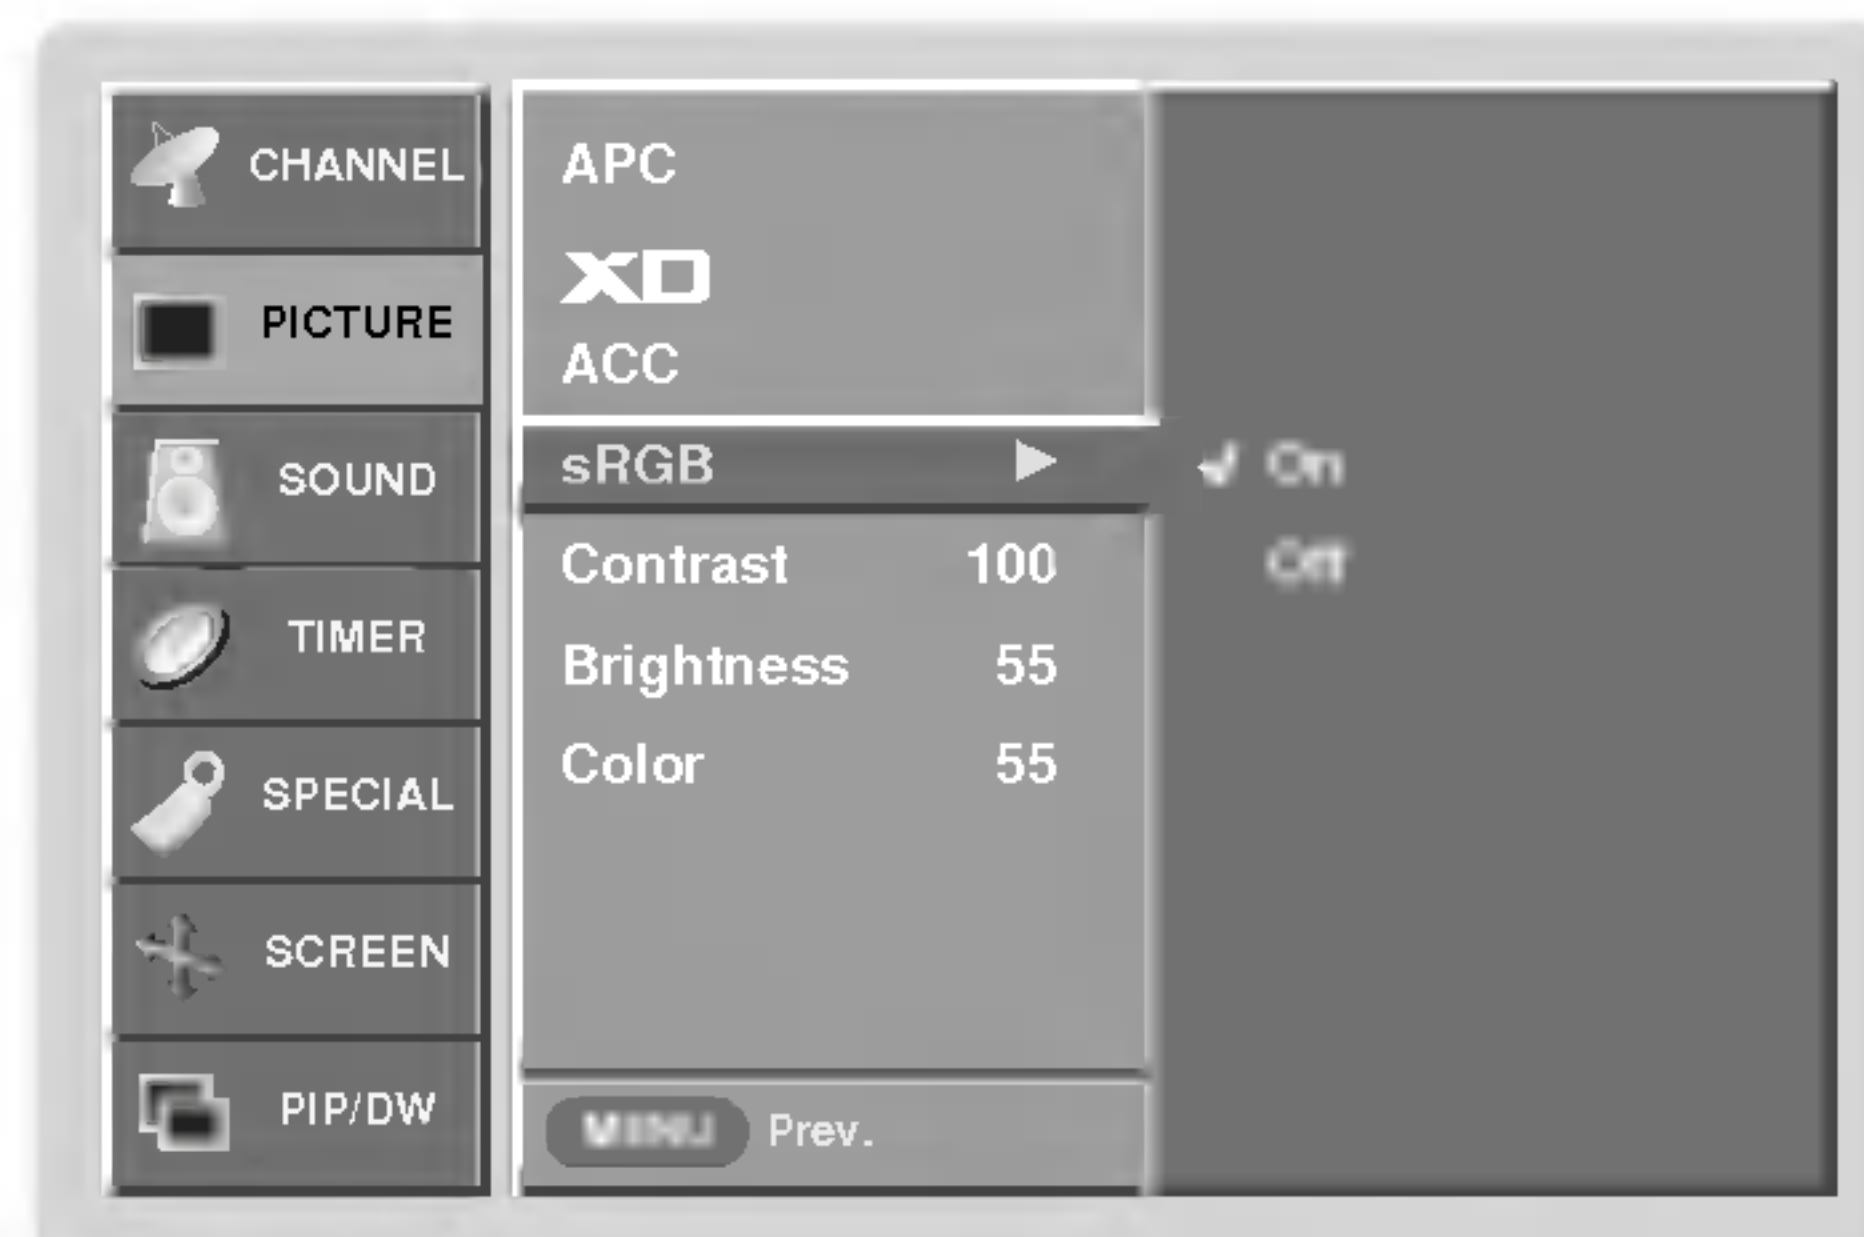 CHANNEL
PICTURE
SOUND
TIMER
SPECIAL
SCREEN
PIP/DW
APC
XD
ACC
sRGB
Contrast 100
Brightness 55
Color 55
MENU Prev.
On
Off